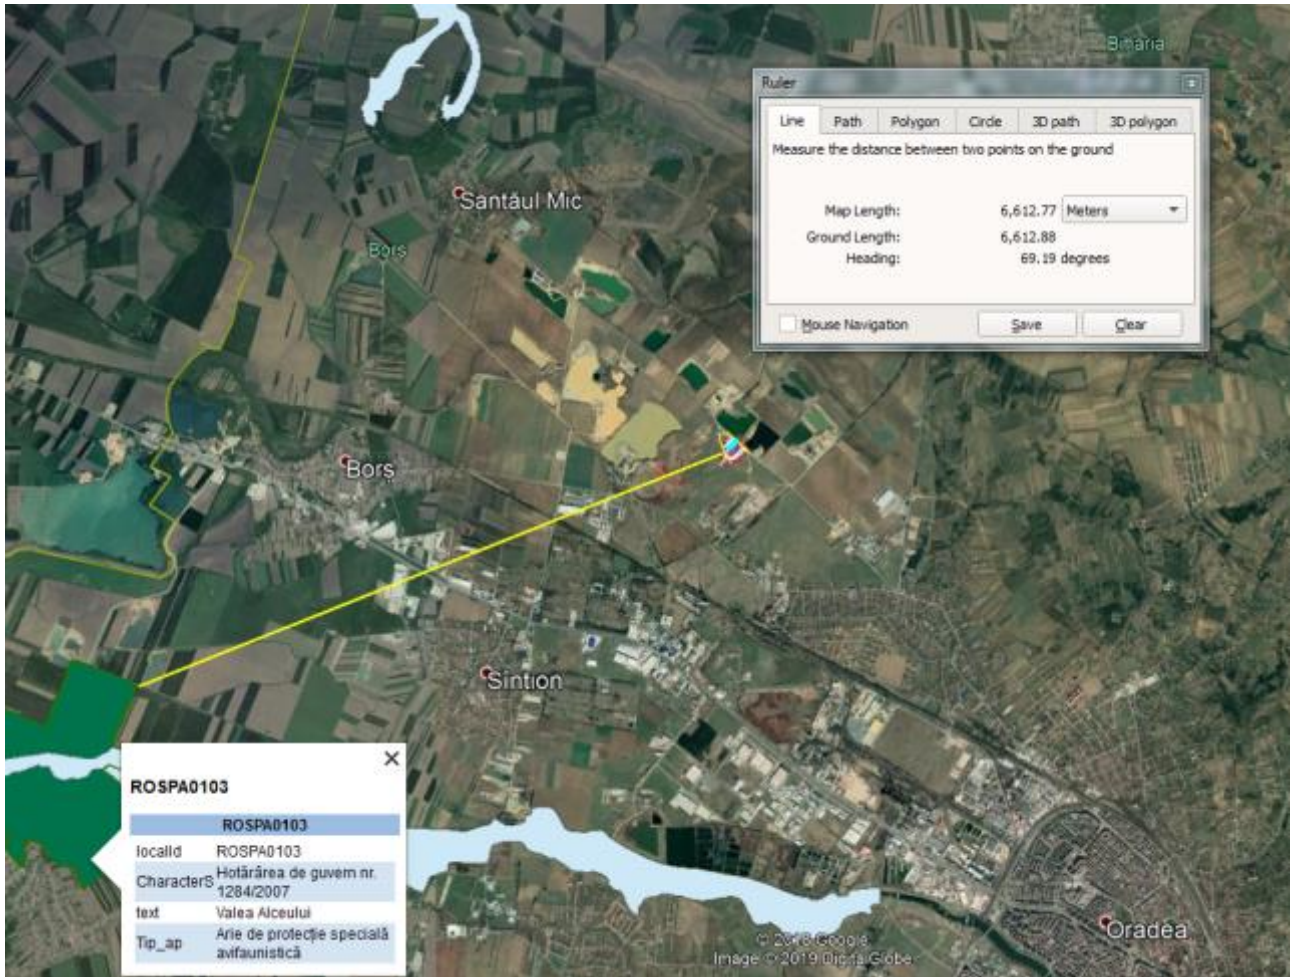 Biharia
Ruler
Line Path Polygon Circle 3D path 3D polygon
Measure the distance between two points on the ground
Map Length: 6,612.77 Meters
Ground Length: 6,612.88
Heading: 69.19 degrees
Mouse Navigation Save Clear
Santăul Mic
Borș
Borș
Sîntion
ROSPA0103
ROSPA0103
localId ROSPA0103
CharacterS Hotărârea de guvern nr.
1284/2007
text Valea Alceului
Tip_ap Arie de protecție specială
avifaunistică
Oradea
Google
Image © 2019 DigitalGlobe